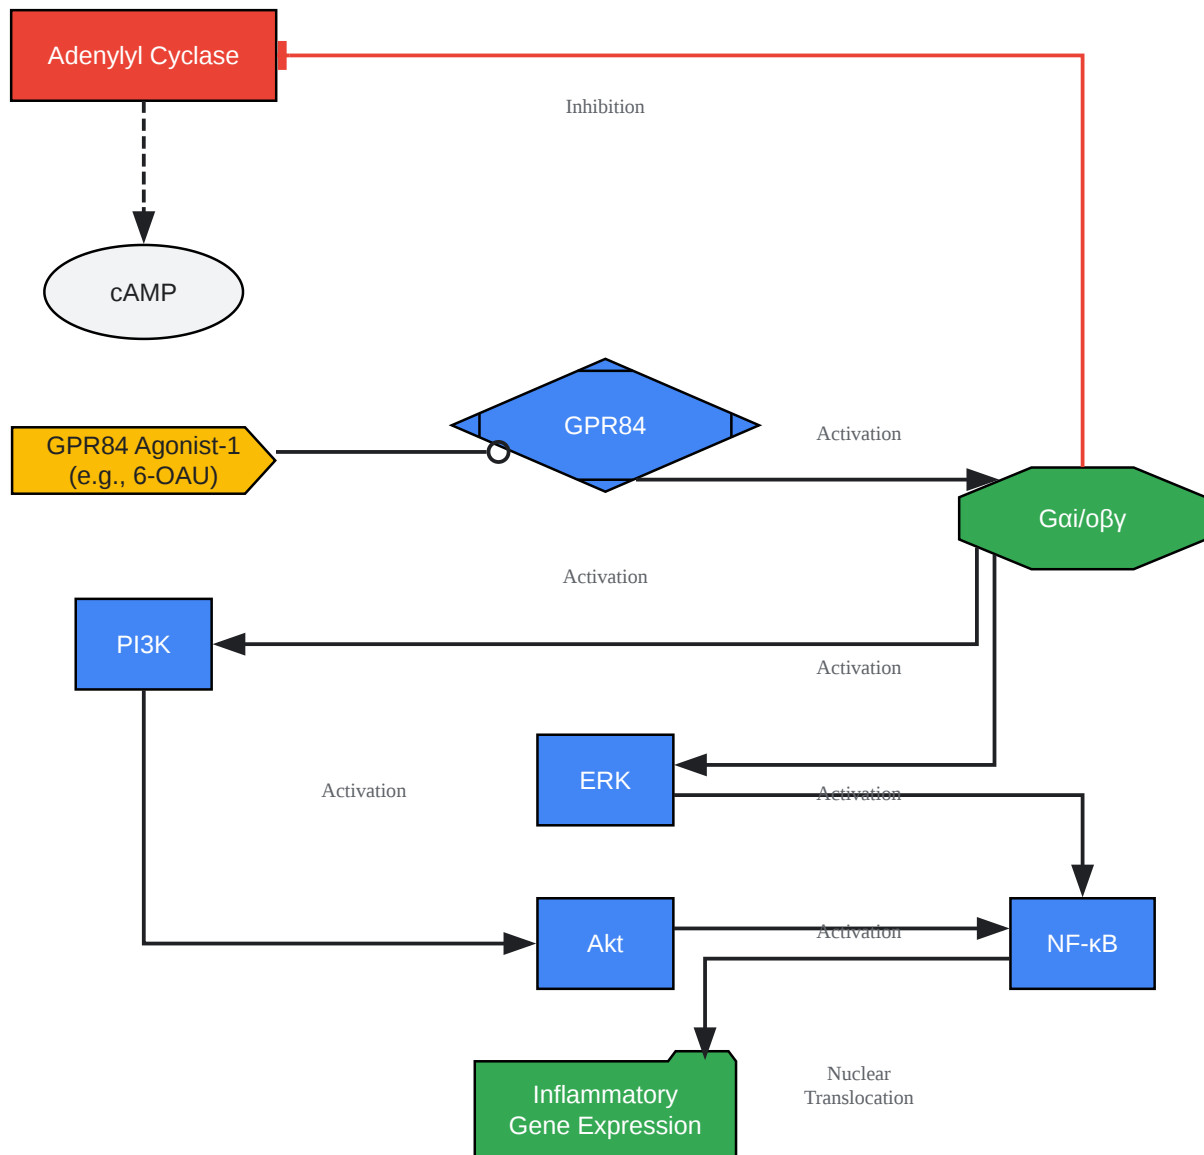 Adenylyl Cyclase
Inhibition
cAMP
GPR84
GPR84 Agonist-1
(e.g., 6-OAU)
Activation
Gαi/oβγ
Activation
PI3K
Activation
ERK
Activation
Activation
Akt
Activation
NF-κB
Nuclear
Translocation
Inflammatory
Gene Expression